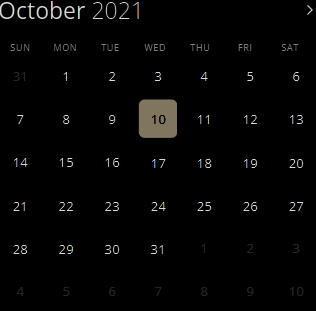 October 2021
SUN MON TUE WED THU FRI SAT
31 1 2 3 4 5 6
7 8 9 10 11 12 13
14 15 16 17 18 19 20
21 22 23 24 25 26 27
28 29 30 31 1 2 3
4 5 6 7 8 9 10